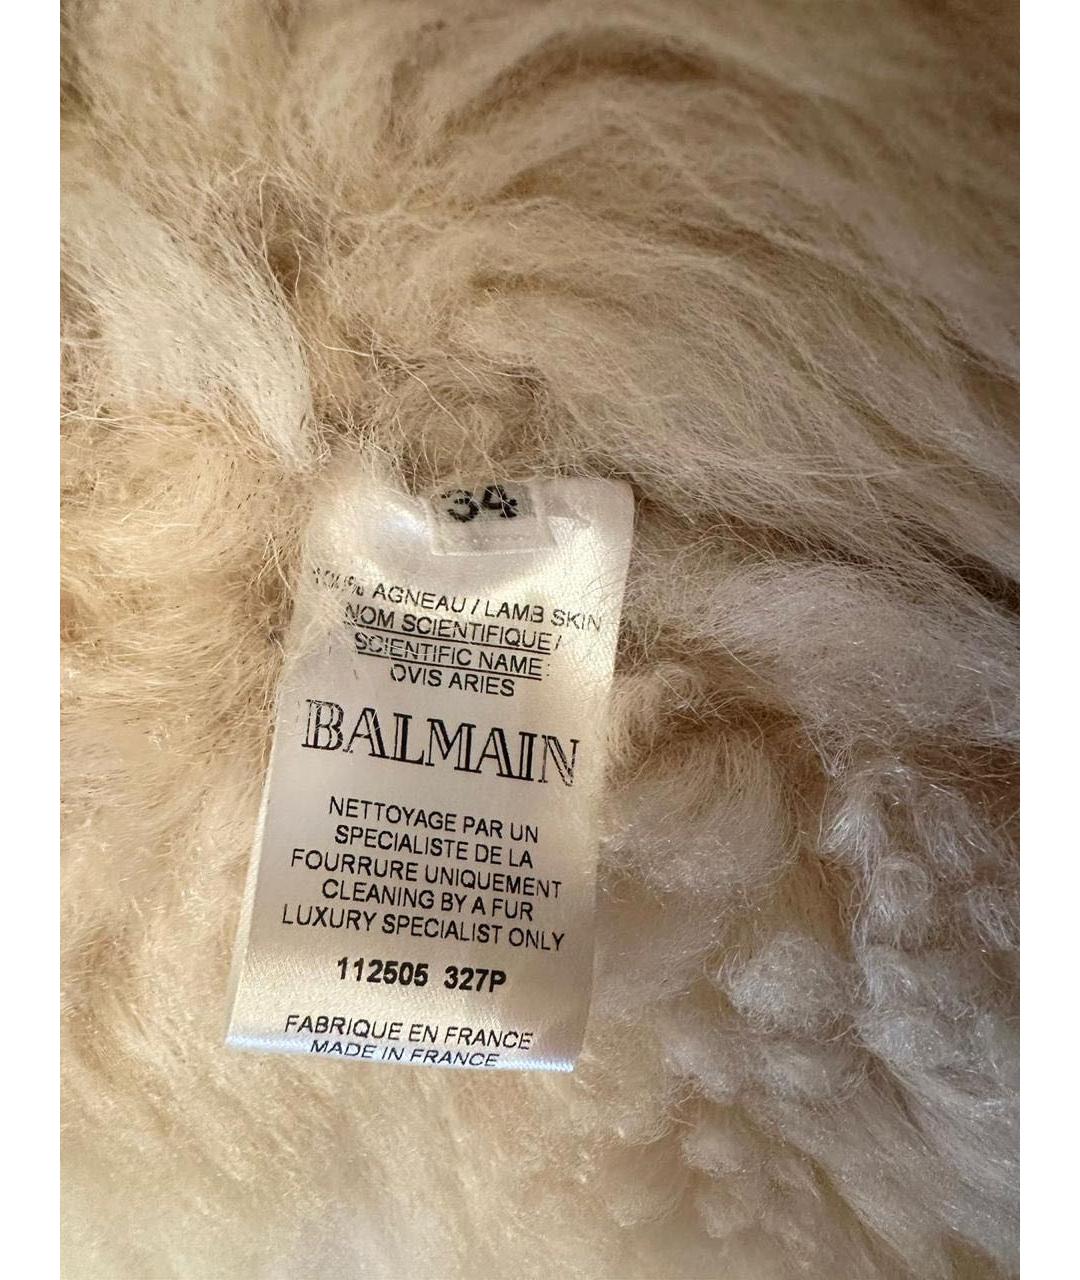 34
100% AGNEAU / LAMB SKIN
NOM SCIENTIFIQUE /
SCIENTIFIC NAME :
OVIS ARIES
BALMAIN
NETTOYAGE PAR UN
SPECIALISTE DE LA
FOURRURE UNIQUEMENT
CLEANING BY A FUR
LUXURY SPECIALIST ONLY
112505 327P
FABRIQUE EN FRANCE
MADE IN FRANCE